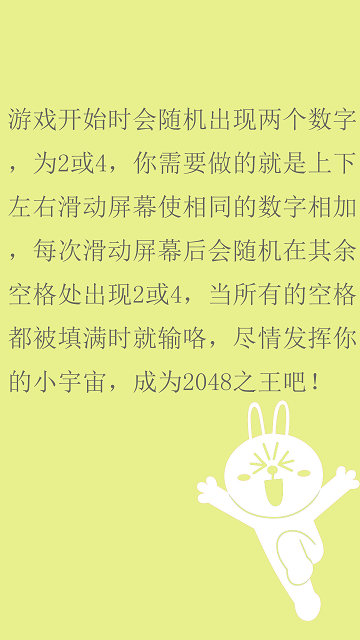 游戏开始时会随机出现两个数字
，为2或4，你需要做的就是上下
左右滑动屏幕使相同的数字相加
，每次滑动屏幕后会随机在其余
空格处出现2或4，当所有的空格
都被填满时就输咯，尽情发挥你
的小宇宙，成为2048之王吧！